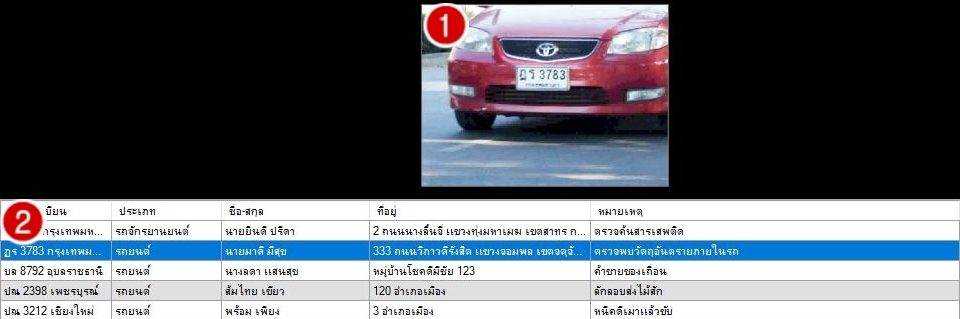 1
ฎร 3783
2
บียน ประเภท ชื่อ-สกุล ที่อยู่ หมายเหตุ
กรุงเทพมห... รถจักรยานยนต์ นายยินดี ปรีดา 2 ถนนนางลิ้นจี่ แขวงทุ่งมหาเมฆ เขตสาทร ก... ตรวจค้นสารเสพติด
ฎร 3783 กรุงเทพม... รถยนต์ นายมาดี มีสุข 333 ถนนวิภาวดีรังสิต แขวงจอมพล เขตจตุจั... ตรวจพบวัตถุอันตรายภายในรถ
บล 8792 อุบลราชธานี รถยนต์ นางลดา แสนสุข หมู่บ้านโชคดีมีชัย 123 ค้าขายของเถื่อน
ปณ 2398 เพชรบูรณ์ รถยนต์ ส้มไทย เขียว 120 อำเภอเมือง ลักลอบส่งไม้สัก
ปณ 3212 เชียงใหม่ รถยนต์ พร้อม เพียง 3 อำเภอเมือง หนีคดีเมาแล้วขับ